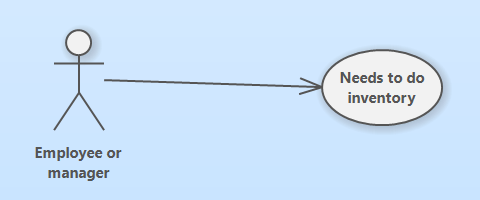 Needs to do
inventory
Employee or
manager